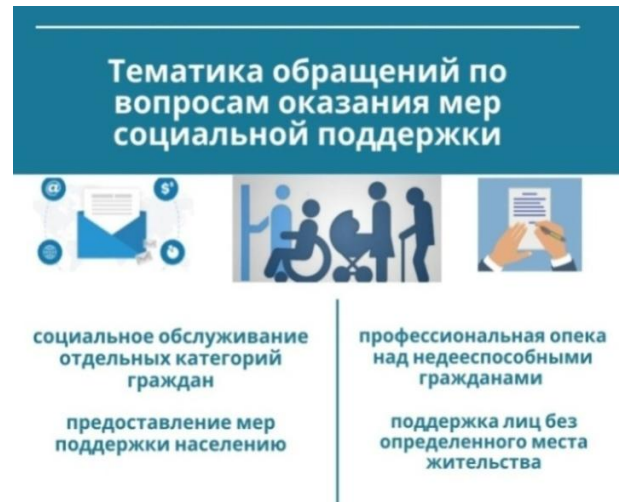 Тематика обращений по
вопросам оказания мер
социальной поддержки
@
$
социальное обслуживание
отдельных категорий
граждан
предоставление мер
поддержки населению
профессиональная опека
над недееспособными
гражданами
поддержка лиц без
определенного места
жительства